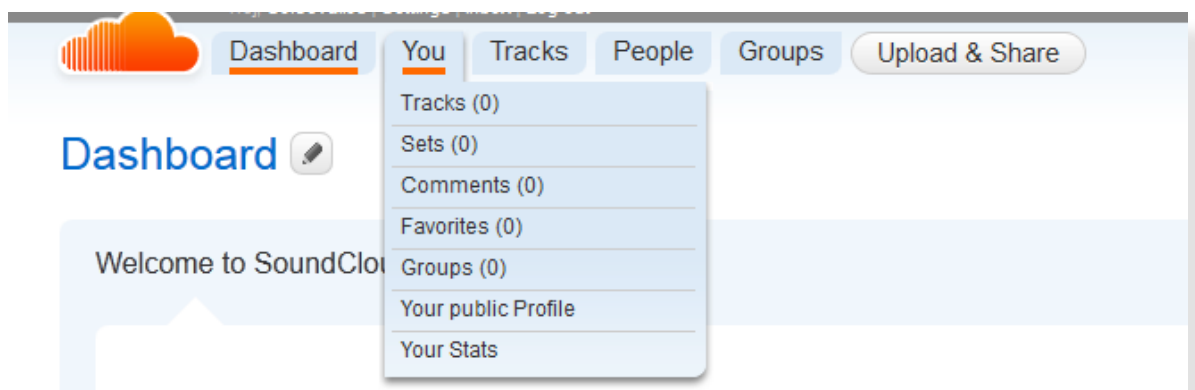 Dashboard You Tracks People Groups Upload & Share
Tracks (0)
Sets (0)
Comments (0)
Favorites (0)
Groups (0)
Your public Profile
Your Stats
Dashboard
Welcome to